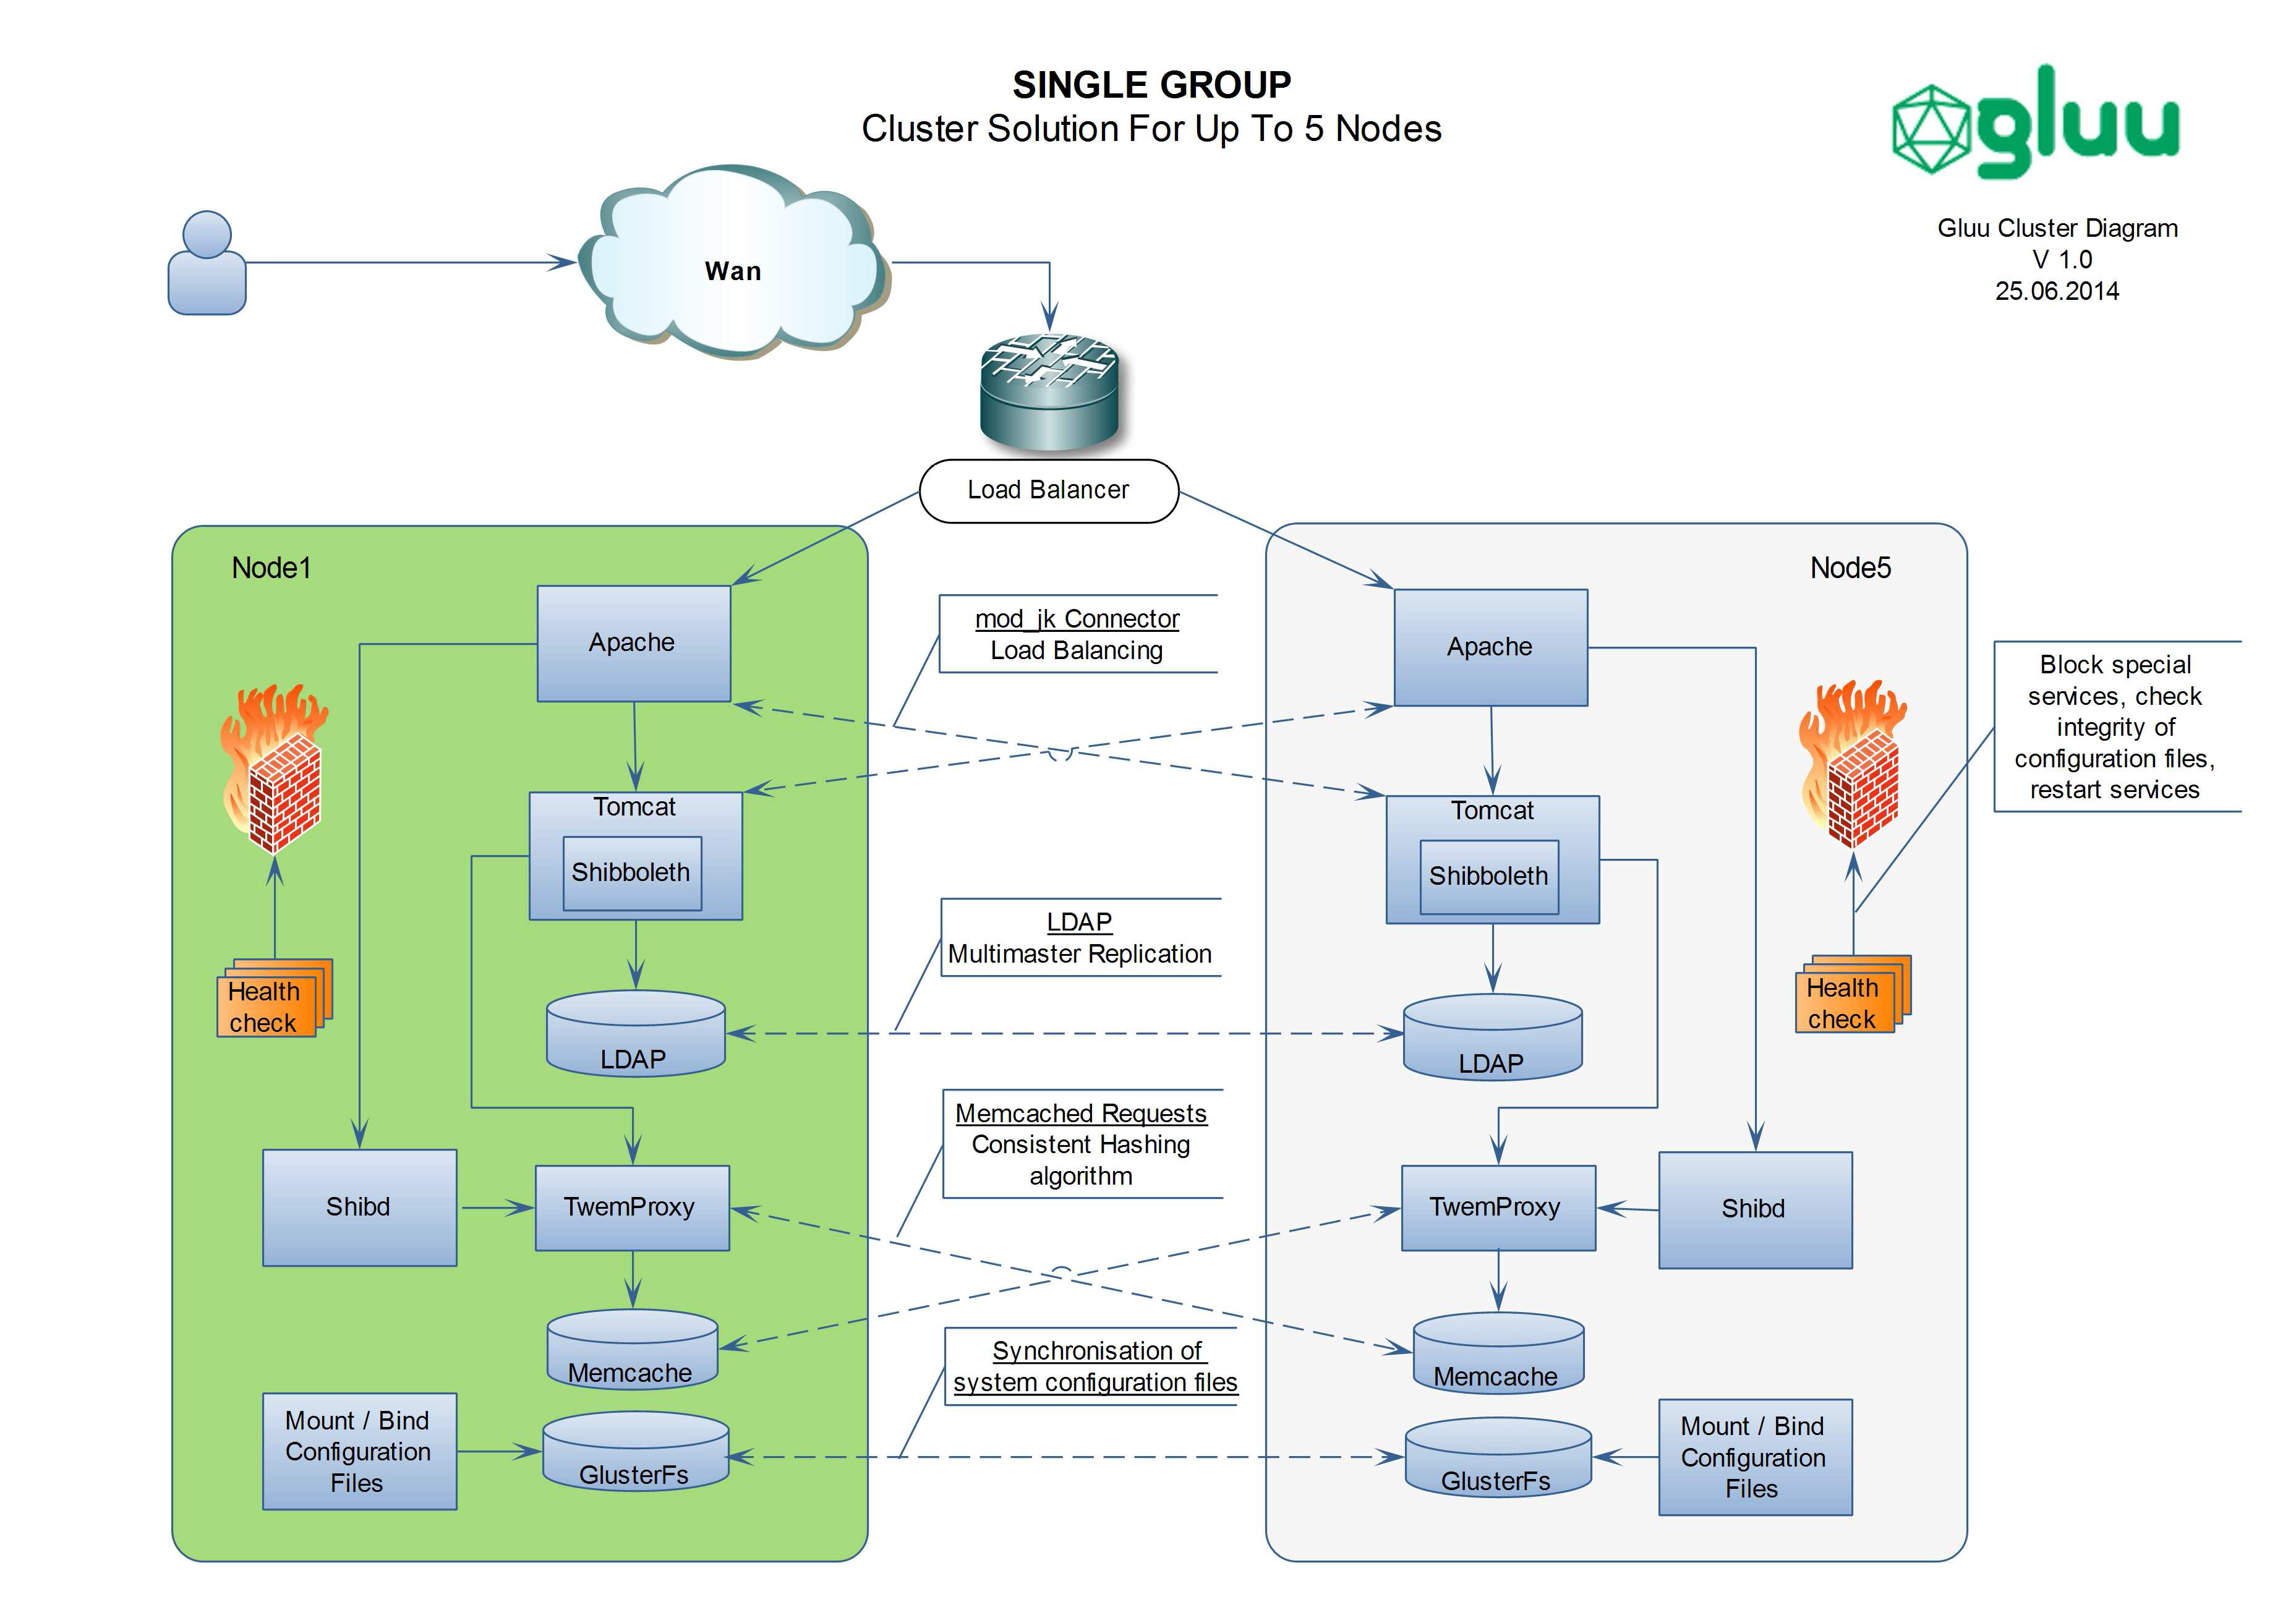 SINGLE GROUP
Cluster Solution For Up To 5 Nodes
gluu
Gluu Cluster Diagram
V 1.0
25.06.2014
Wan
Load Balancer
Node1
Apache
Tomcat
Shibboleth
Health
check
LDAP
Shibd
TwemProxy
Memcache
Mount / Bind
Configuration
Files
GlusterFs
mod_jk Connector
Load Balancing
LDAP
Multimaster Replication
Memcached Requests
Consistent Hashing
algorithm
Synchronisation of
system configuration files
Node5
Apache
Tomcat
Shibboleth
Health
check
LDAP
TwemProxy
Shibd
Memcache
GlusterFs
Mount / Bind
Configuration
Files
Block special
services, check
integrity of
configuration files,
restart services